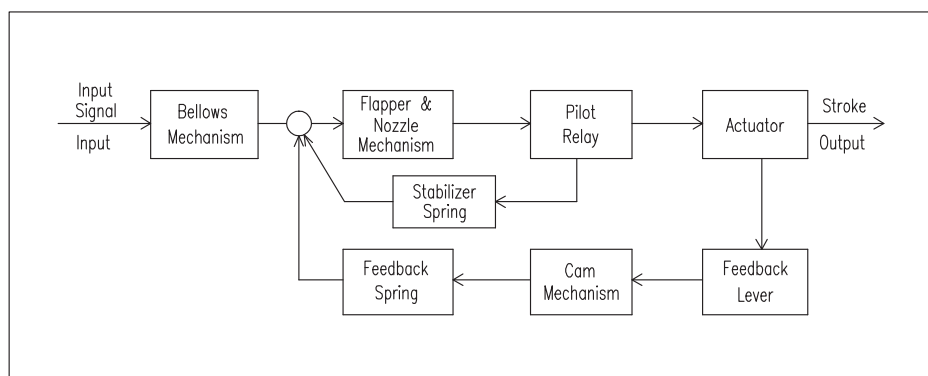 Input
Signal
Input
Bellows
Mechanism
Flapper &
Nozzle
Mechanism
Pilot
Relay
Actuator
Stroke
Output
Stabilizer
Spring
Feedback
Spring
Cam
Mechanism
Feedback
Lever